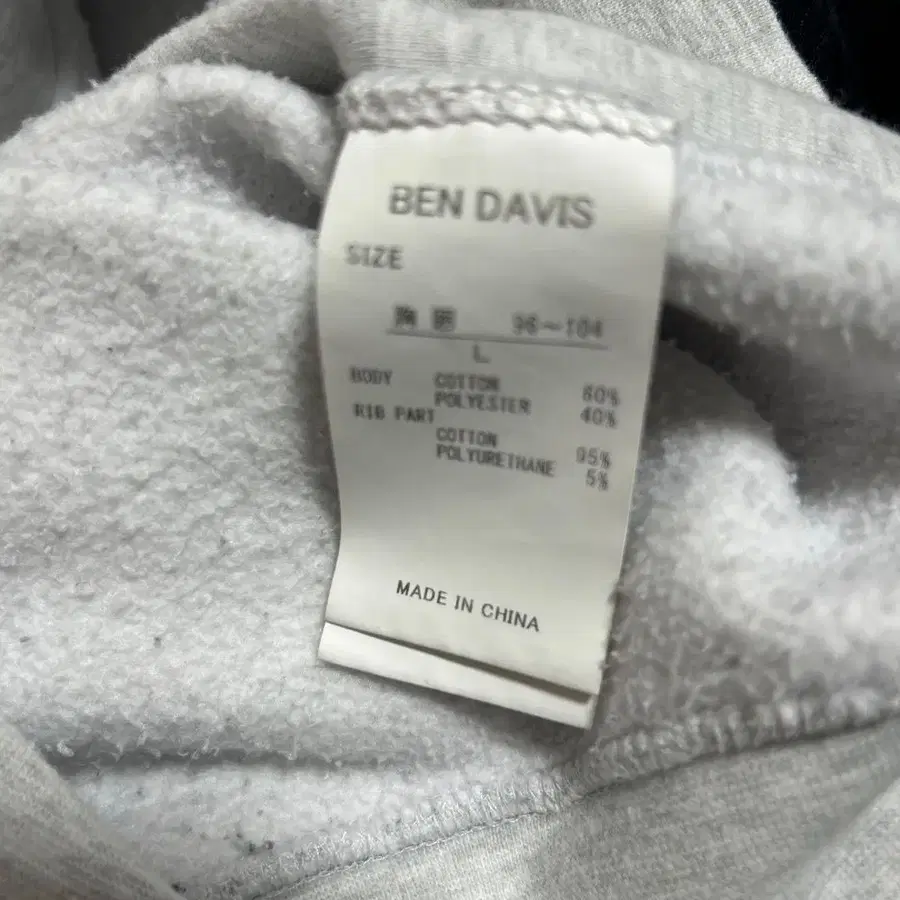 BEN DAVIS
SIZE
胸囲 96~104
L
BODY COTTON 60%
POLYESTER 40%
RIB PART
COTTON 95%
POLYURETHANE 5%
MADE IN CHINA